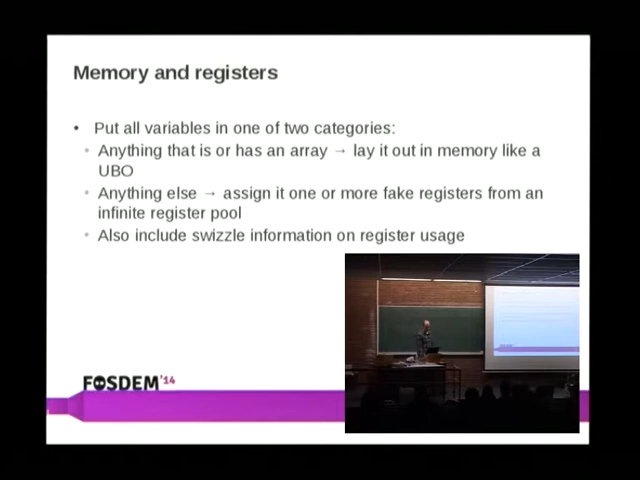 Memory and registers
• Put all variables in one of two categories:
• Anything that is or has an array → lay it out in memory like a
UBO
• Anything else → assign it one or more fake registers from an
infinite register pool
• Also include swizzle information on register usage
FOSDEM'14